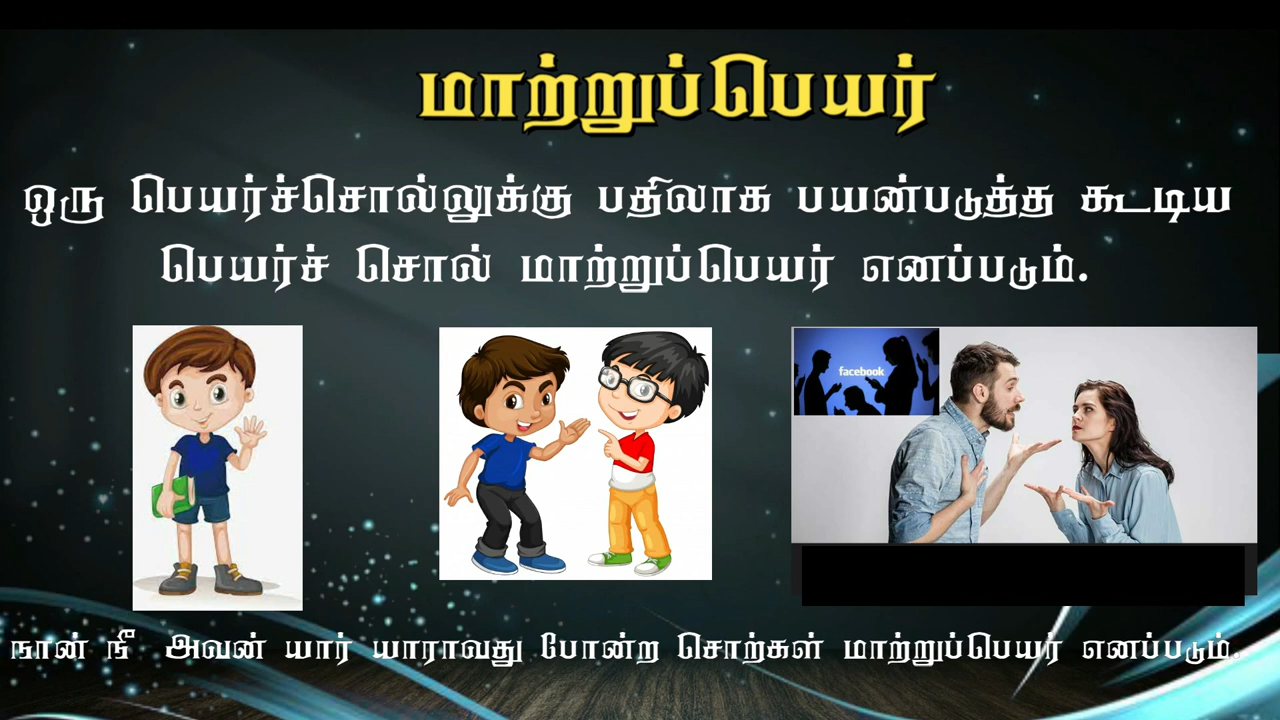 மாற்றுப்பெயர்
ஒரு பெயர்ச்சொல்லுக்கு பதிலாக பயன்படுத்த கூடிய
பெயர்ச் சொல் மாற்றுப்பெயர் எனப்படும்.
facebook
நான் நீ அவன் யார் யாராவது போன்ற சொற்கள் மாற்றுப்பெயர் எனப்படும்.